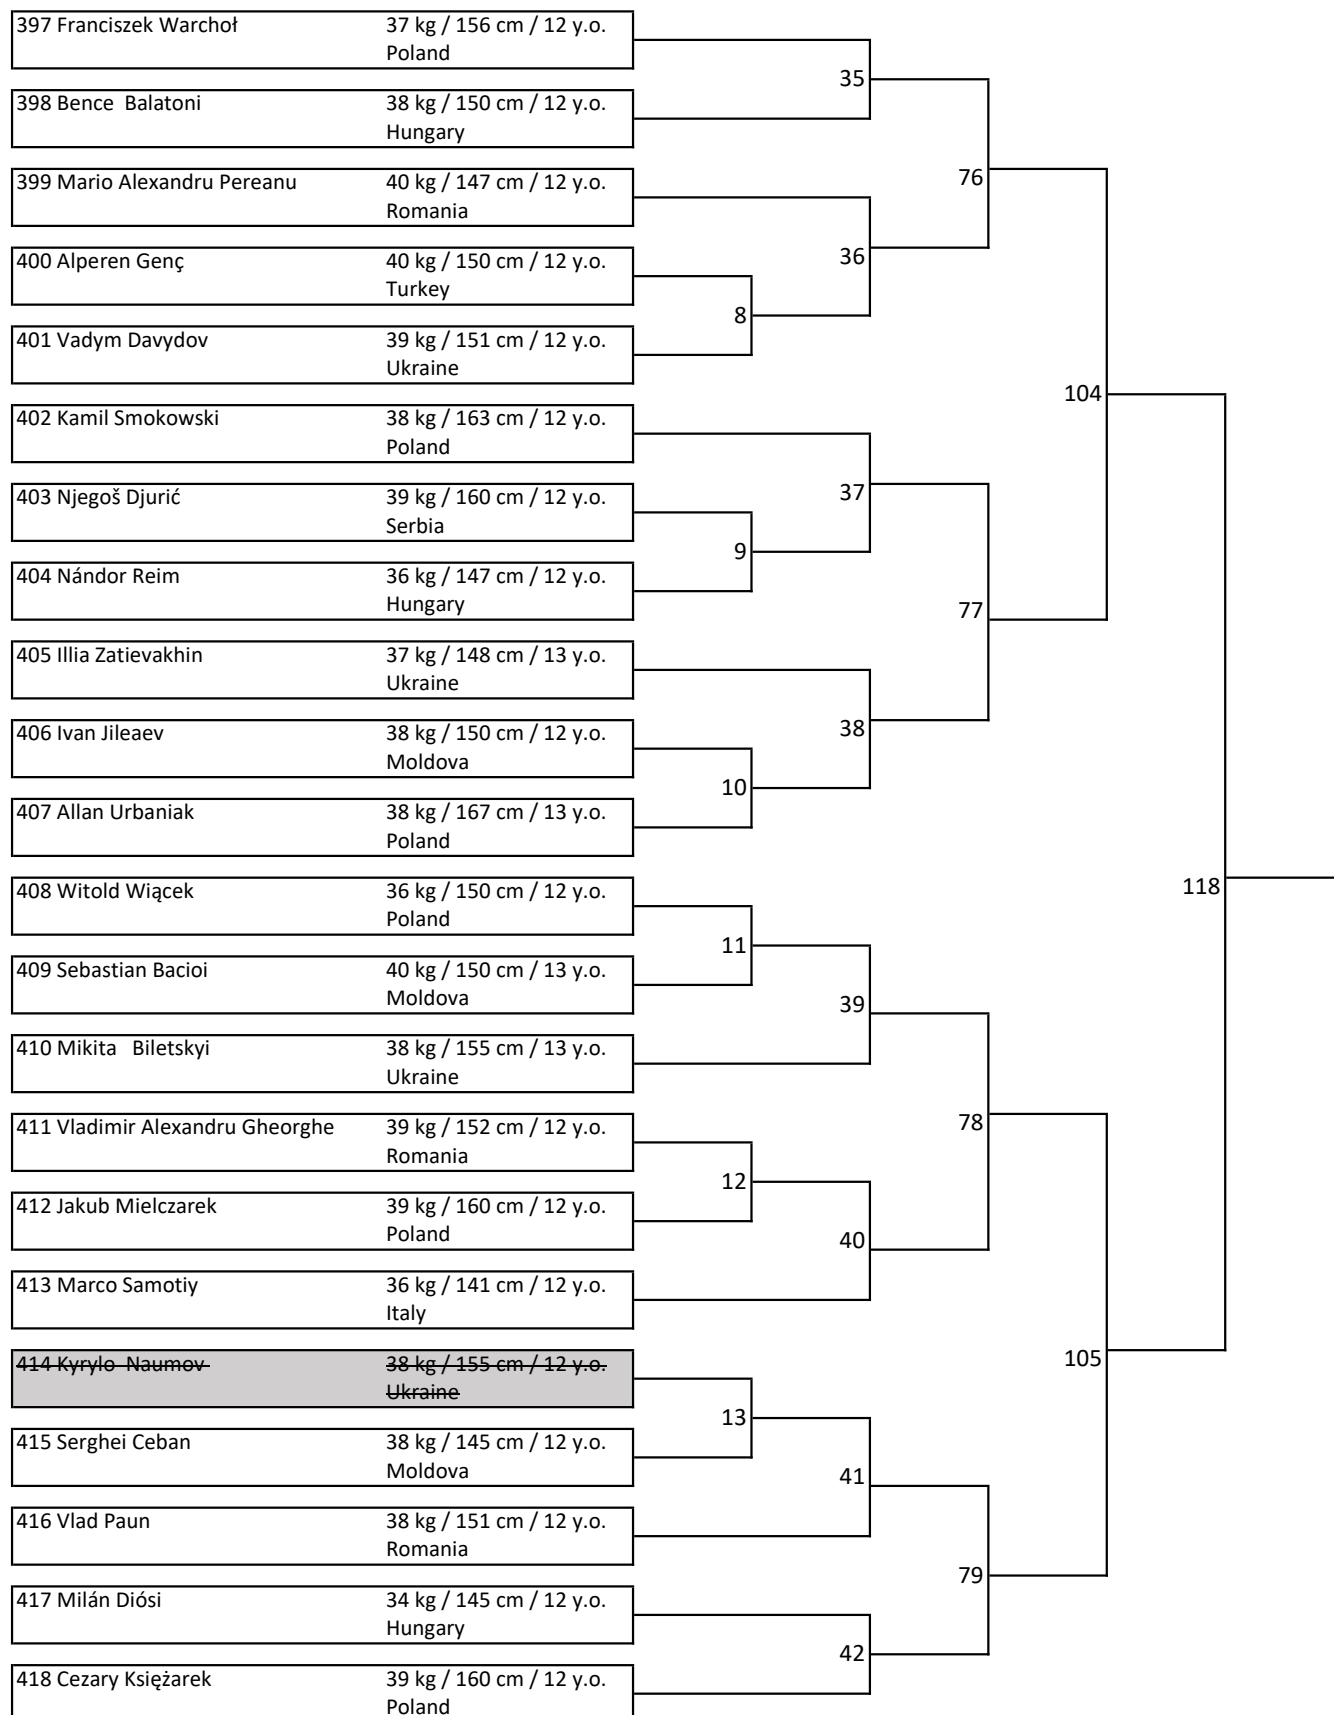 397 Franciszek Warchoł 37 kg / 156 cm / 12 y.o.
Poland
35
398 Bence  Balatoni 38 kg / 150 cm / 12 y.o.
Hungary
399 Mario Alexandru Pereanu 40 kg / 147 cm / 12 y.o.
76
Romania
400 Alperen Genç 40 kg / 150 cm / 12 y.o.
36
Turkey
8
401 Vadym Davydov 39 kg / 151 cm / 12 y.o.
Ukraine
104
402 Kamil Smokowski 38 kg / 163 cm / 12 y.o.
Poland
403 Njegoš Djurić 39 kg / 160 cm / 12 y.o.
37
Serbia
9
404 Nándor Reim 36 kg / 147 cm / 12 y.o.
Hungary
77
405 Illia Zatievakhin 37 kg / 148 cm / 13 y.o.
Ukraine
406 Ivan Jileaev 38 kg / 150 cm / 12 y.o.
38
Moldova
10
407 Allan Urbaniak 38 kg / 167 cm / 13 y.o.
Poland
408 Witold Wiącek 36 kg / 150 cm / 12 y.o.
118
Poland
11
409 Sebastian Bacioi 40 kg / 150 cm / 13 y.o.
Moldova
39
410 Mikita   Biletskyi 38 kg / 155 cm / 13 y.o.
Ukraine
411 Vladimir Alexandru Gheorghe 39 kg / 152 cm / 12 y.o.
78
Romania
12
412 Jakub Mielczarek 39 kg / 160 cm / 12 y.o.
Poland
40
413 Marco Samotiy 36 kg / 141 cm / 12 y.o.
Italy
414 Kyrylo  Naumov 38 kg / 155 cm / 12 y.o.
105
Ukraine
13
415 Serghei Ceban 38 kg / 145 cm / 12 y.o.
Moldova
41
416 Vlad Paun 38 kg / 151 cm / 12 y.o.
Romania
79
417 Milán Diósi 34 kg / 145 cm / 12 y.o.
Hungary
42
418 Cezary Księżarek 39 kg / 160 cm / 12 y.o.
Poland